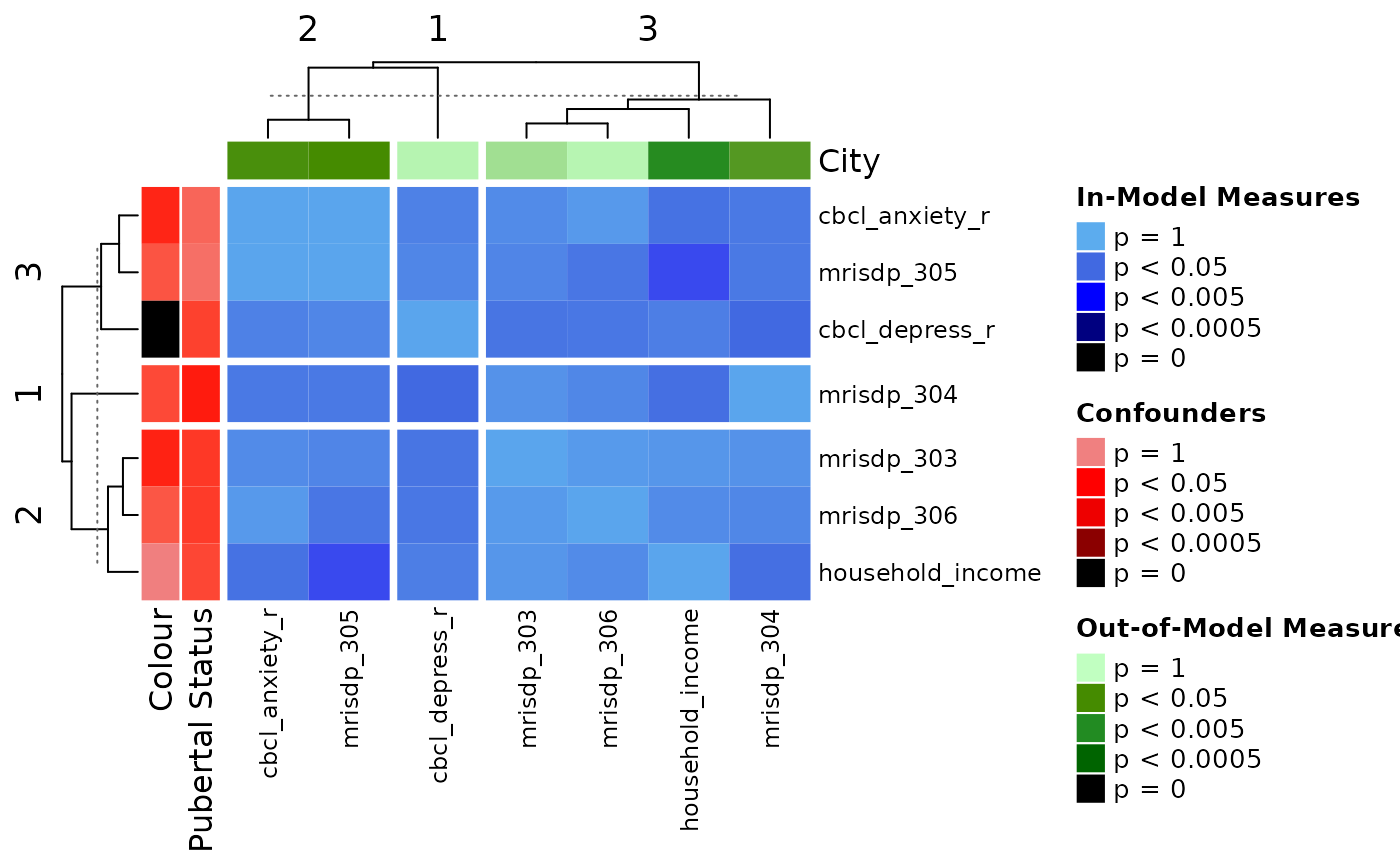 2 1 3
City
3
1
2
cbcl_anxiety_r
mrisdp_305
cbcl_depress_r
mrisdp_304
mrisdp_303
mrisdp_306
household_income
Colour
Pubertal Status
cbcl_anxiety_r
mrisdp_305
cbcl_depress_r
mrisdp_303
mrisdp_306
household_income
mrisdp_304
In-Model Measures
p = 1
p < 0.05
p < 0.005
p < 0.0005
p = 0
Confounders
p = 1
p < 0.05
p < 0.005
p < 0.0005
p = 0
Out-of-Model Measure
p = 1
p < 0.05
p < 0.005
p < 0.0005
p = 0